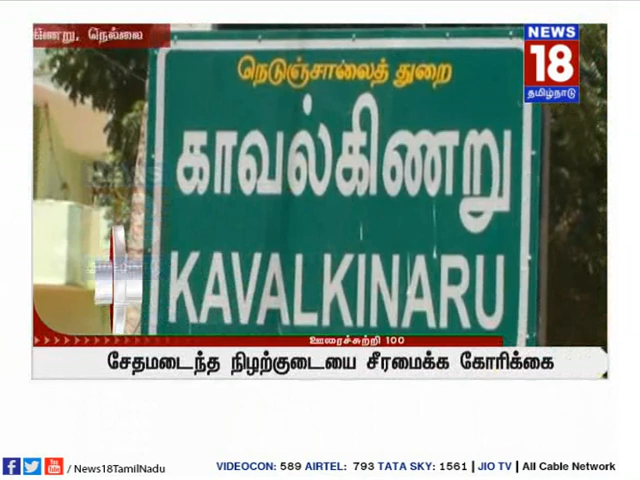 கிணறு, நெல்லை
NEWS
18
தமிழ்நாடு
நெடுஞ்சாலைத் துறை
காவல்கிணறு
KAVALKINARU
NEWS
ஊரைச்சுற்றி 100
சேதமடைந்த நிழற்குடையை சீரமைக்க கோரிக்கை
/ News18TamilNadu
VIDEOCON: 589 AIRTEL: 793 TATA SKY: 1561 | JIO TV | All Cable Network